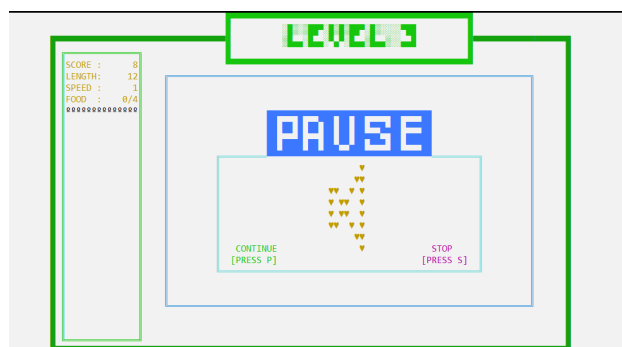 LEVEL 3
SCORE : 8
LENGTH: 12
SPEED : 1
FOOD : 0/4
PAUSE
CONTINUE
[PRESS P]
STOP
[PRESS S]